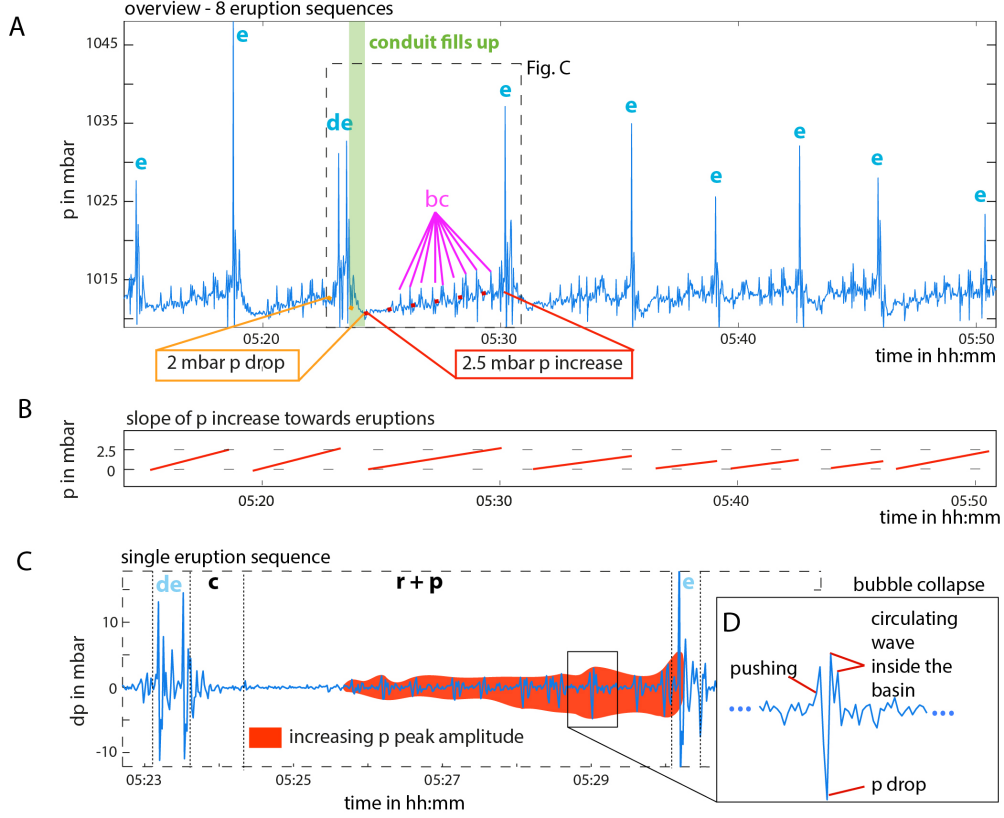 A
overview - 8 eruption sequences
conduit fills up
Fig. C
e
e
de
bc
e
e
e
e
e
e
p in mbar
1045
1035
1025
1015
05:20
05:30
05:40
05:50
time in hh:mm
2 mbar p drop
2.5 mbar p increase
B
slope of p increase towards eruptions
p in mbar
2.5
0
05:20
05:30
05:40
05:50
time in hh:mm
C
single eruption sequence
de
c
r + p
e
dp in mbar
10
0
-10
increasing p peak amplitude
05:23
05:25
05:27
05:29
time in hh:mm
bubble collapse
D
pushing
circulating
wave
inside the
basin
p drop